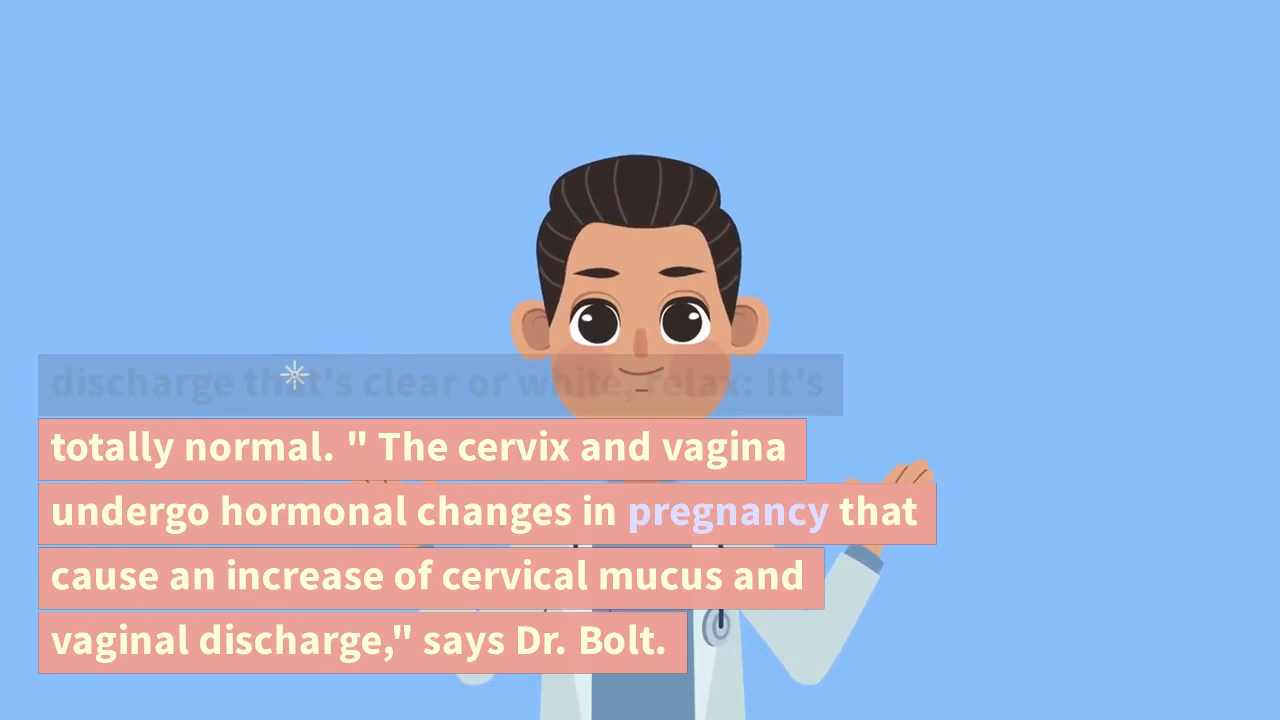 discharge that's clear or white, relax: It's
totally normal. " The cervix and vagina
undergo hormonal changes in pregnancy that
cause an increase of cervical mucus and
vaginal discharge," says Dr. Bolt.